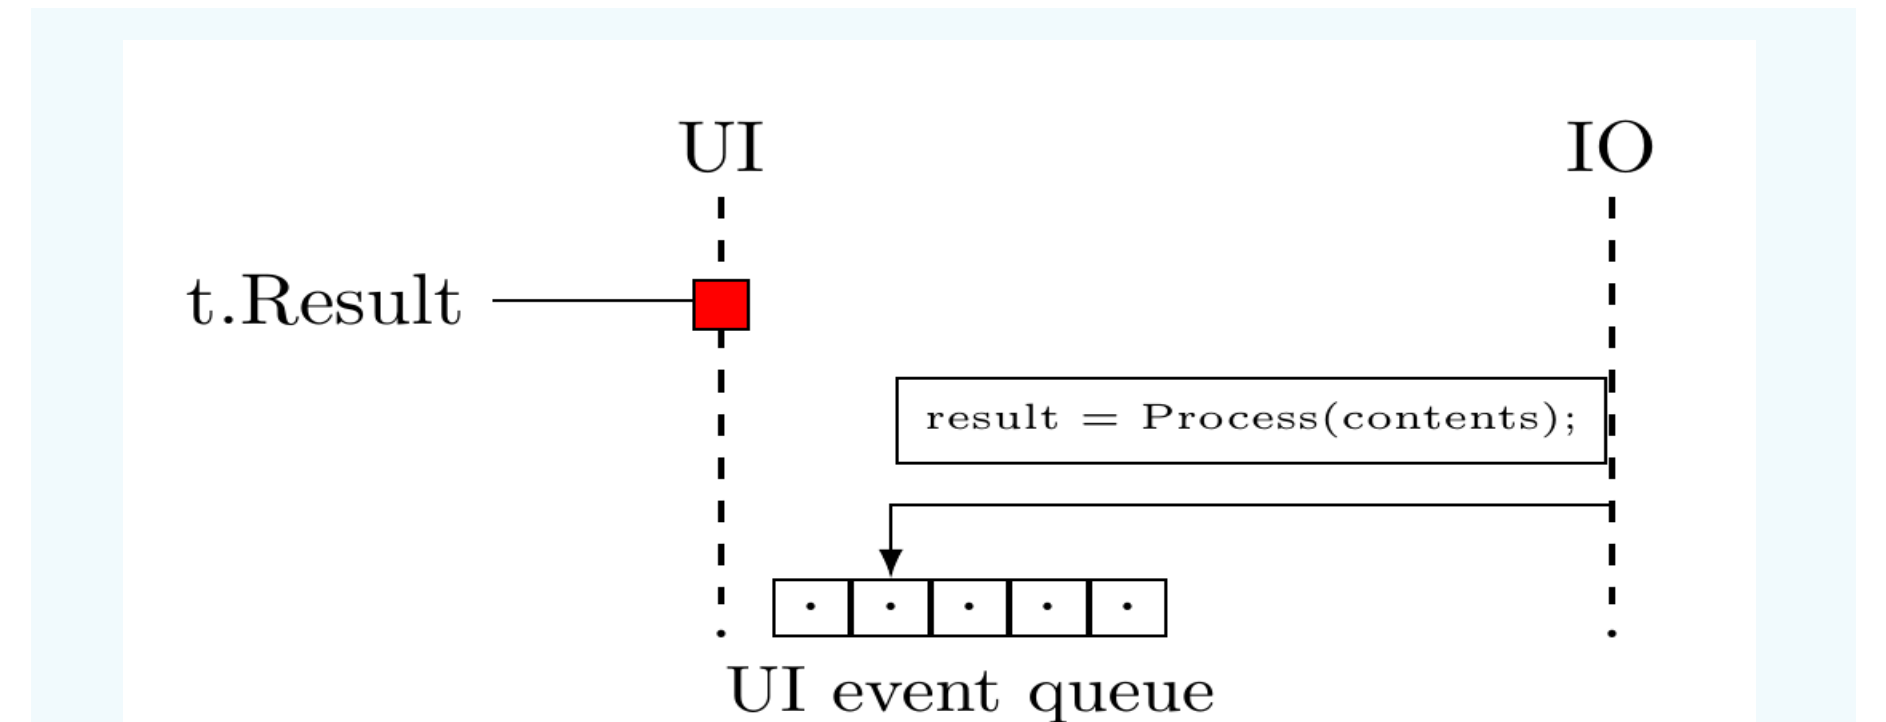 UI
IO
t.Result
result = Process(contents);
UI event queue